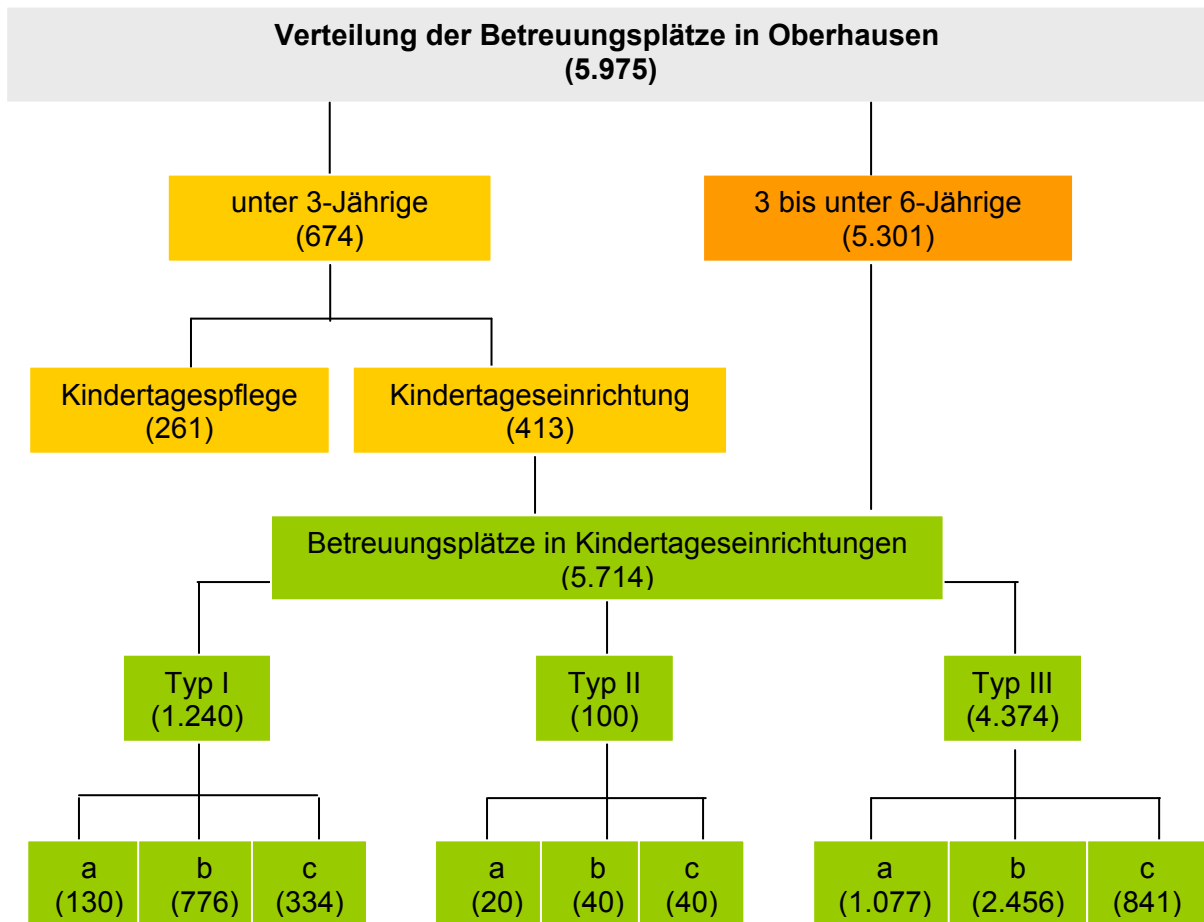 Verteilung der Betreuungsplätze in Oberhausen
(5.975)
unter 3-Jährige
(674)
3 bis unter 6-Jährige
(5.301)
Kindertagespflege
(261)
Kindertageseinrichtung
(413)
Betreuungsplätze in Kindertageseinrichtungen
(5.714)
Typ I
(1.240)
Typ II
(100)
Typ III
(4.374)
a
(130)
b
(776)
c
(334)
a
(20)
b
(40)
c
(40)
a
(1.077)
b
(2.456)
c
(841)